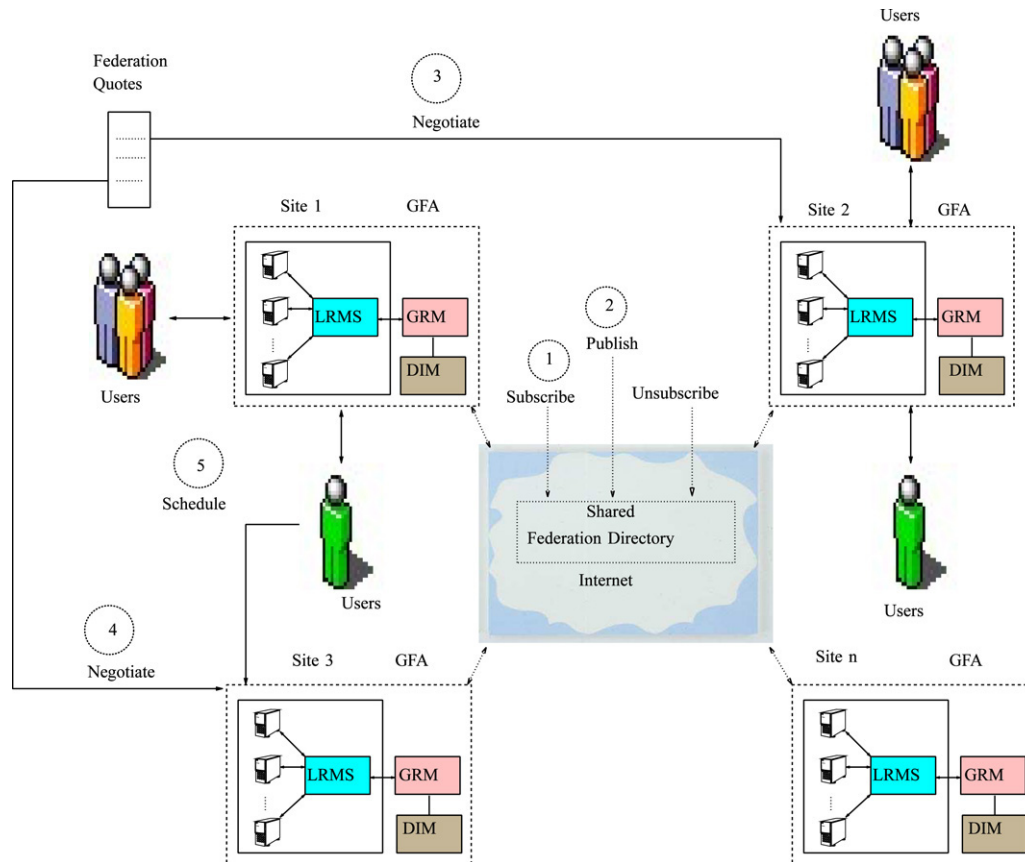 Users
Federation
Quotes
3
Negotiate
Site 1 GFA
Site 2 GFA
LRMS GRM
DIM
LRMS GRM
DIM
Users
2
Publish
1
Subscribe
Unsubscribe
5
Schedule
Shared
Federation Directory
Internet
Users
Users
4
Negotiate
Site 3 GFA
Site n GFA
LRMS GRM
DIM
LRMS GRM
DIM